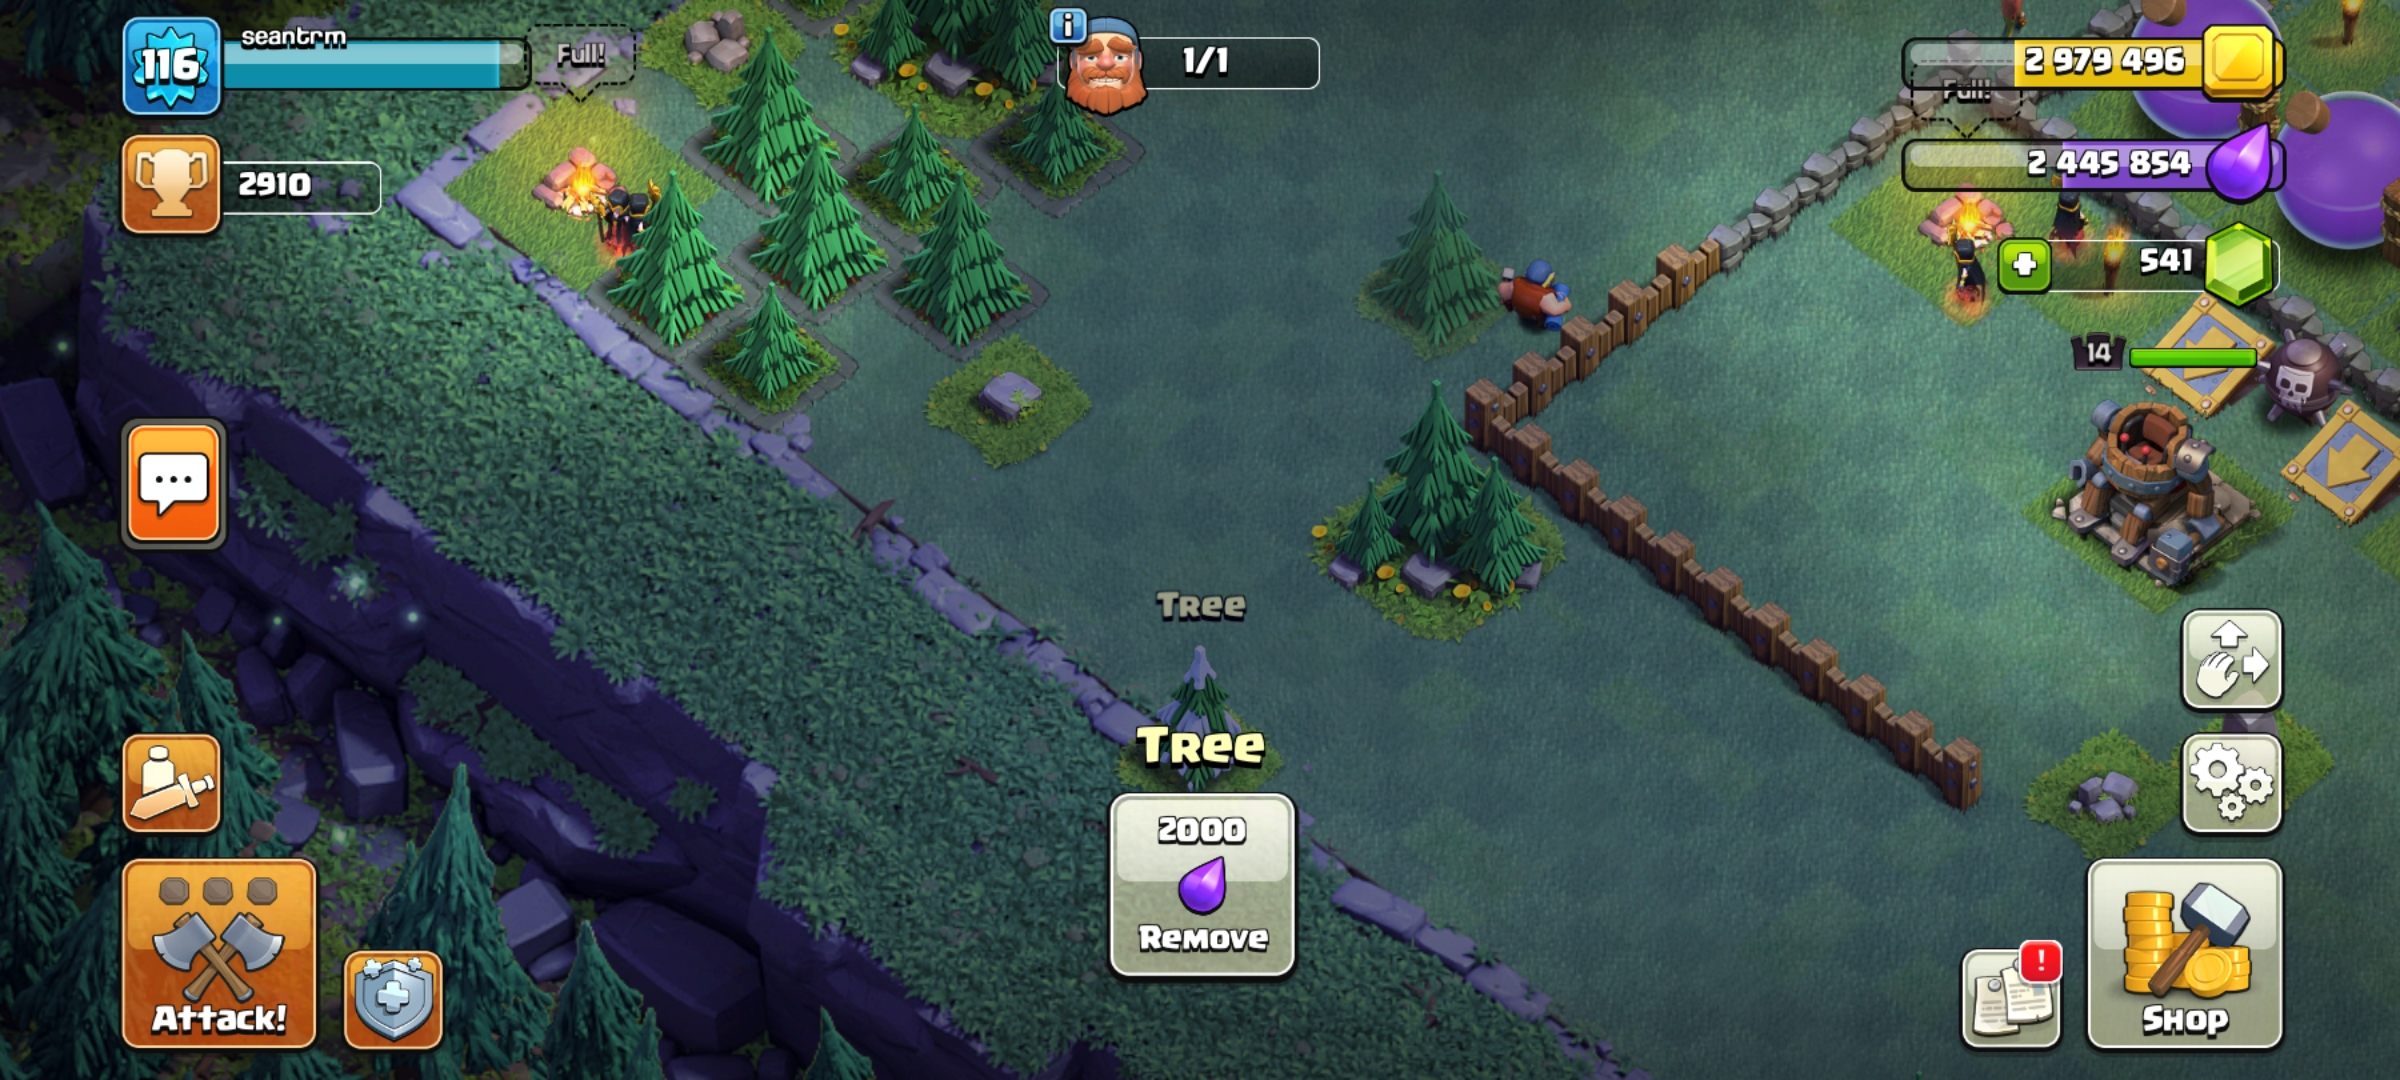 116
seantrm
Full!
i
1/1
2 979 496
Full!
2 445 854
2910
541
14
Tree
Tree
2000
Remove
!
Attack!
Shop